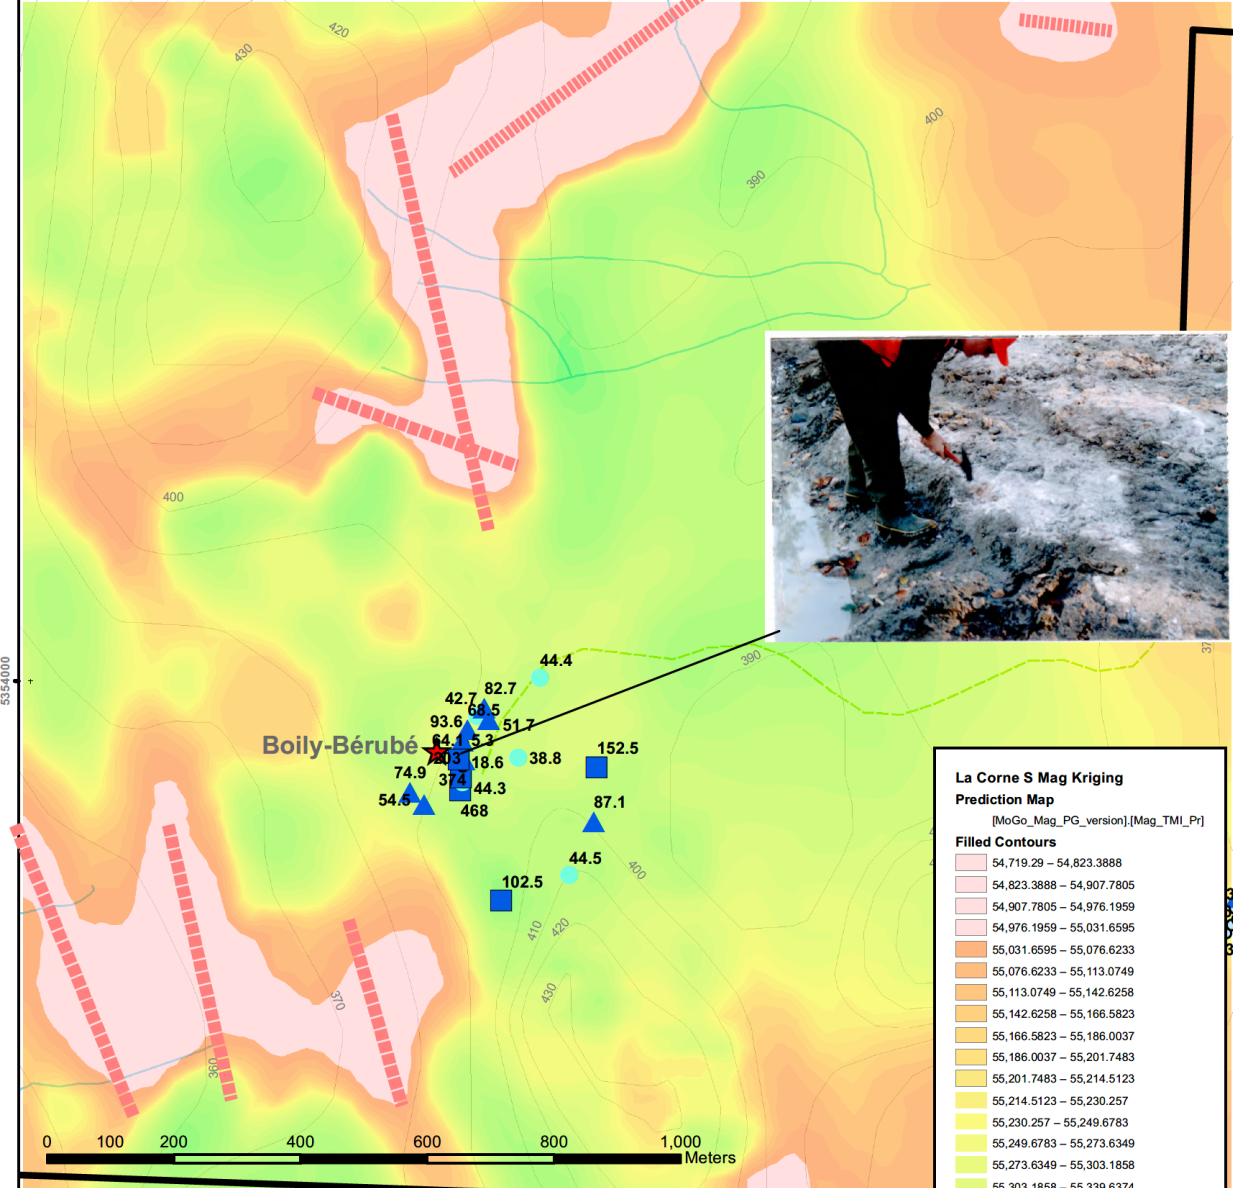 420
430
400
390
400
5354000
390
37
44.4
82.7
42.7
68.5
93.6
51.7
64.1
5.3
Boily-Bérubé
203
18.6
38.8
152.5
74.9
374
44.3
54.5
468
87.1
44.5
400
102.5
410
420
430
370
360
La Corne S Mag Kriging
Prediction Map
[MoGo_Mag_PG_version].[Mag_TMI_Pr]
Filled Contours
54,719.29 – 54,823.3888
54,823.3888 – 54,907.7805
54,907.7805 – 54,976.1959
54,976.1959 – 55,031.6595
55,031.6595 – 55,076.6233
55,076.6233 – 55,113.0749
55,113.0749 – 55,142.6258
55,142.6258 – 55,166.5823
55,166.5823 – 55,186.0037
55,186.0037 – 55,201.7483
55,201.7483 – 55,214.5123
55,214.5123 – 55,230.257
55,230.257 – 55,249.6783
55,249.6783 – 55,273.6349
55,273.6349 – 55,303.1858
55,303.1858 – 55,339.6374
0 100 200 400 600 800 1,000
Meters